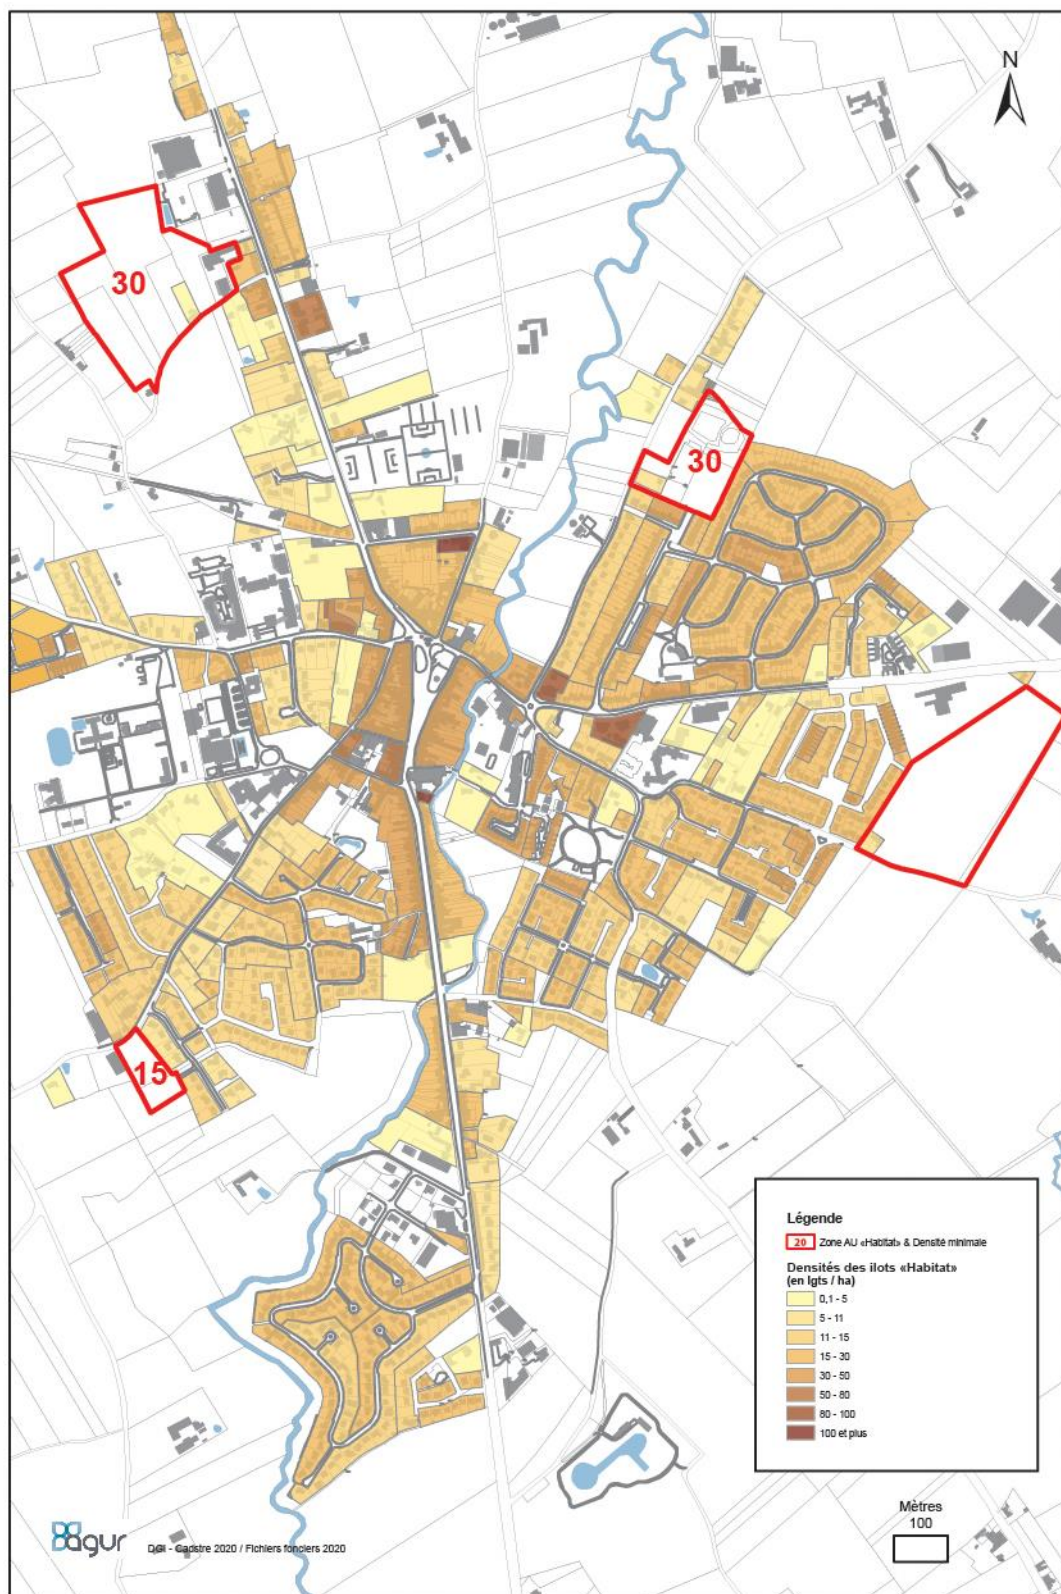 N
30
30
15
Légende
20 Zone AU «Habitat» & Densité minimale
Densités des ilots «Habitat»
(en lgts / ha)
0,1 - 5
5 - 11
11 - 15
15 - 30
30 - 50
50 - 80
80 - 100
100 et plus
Mètres
100
agur
DGI - Cadstre 2020 / Fichiers fonciers 2020